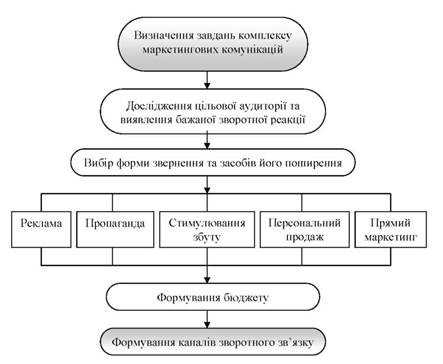 Визначення завдань комплексу
маркетингових комунікацій
Дослідження цільової аудиторії та
виявлення бажаної зворотної реакції
Вибір форми звернення та засобів його поширення
Реклама
Пропаганда
Стимулювання
збуту
Персональний
продаж
Прямий
маркетинг
Формування бюджету
Формування каналів зворотного зв’язку